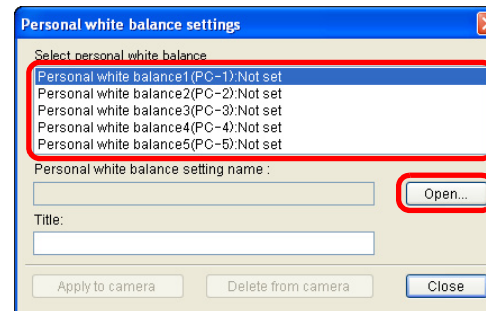 Personal white balance settings
Select personal white balance
Personal white balance1(PC-1):Not set
Personal white balance2(PC-2):Not set
Personal white balance3(PC-3):Not set
Personal white balance4(PC-4):Not set
Personal white balance5(PC-5):Not set
Personal white balance setting name :
Open...
Title:
Apply to camera Delete from camera Close